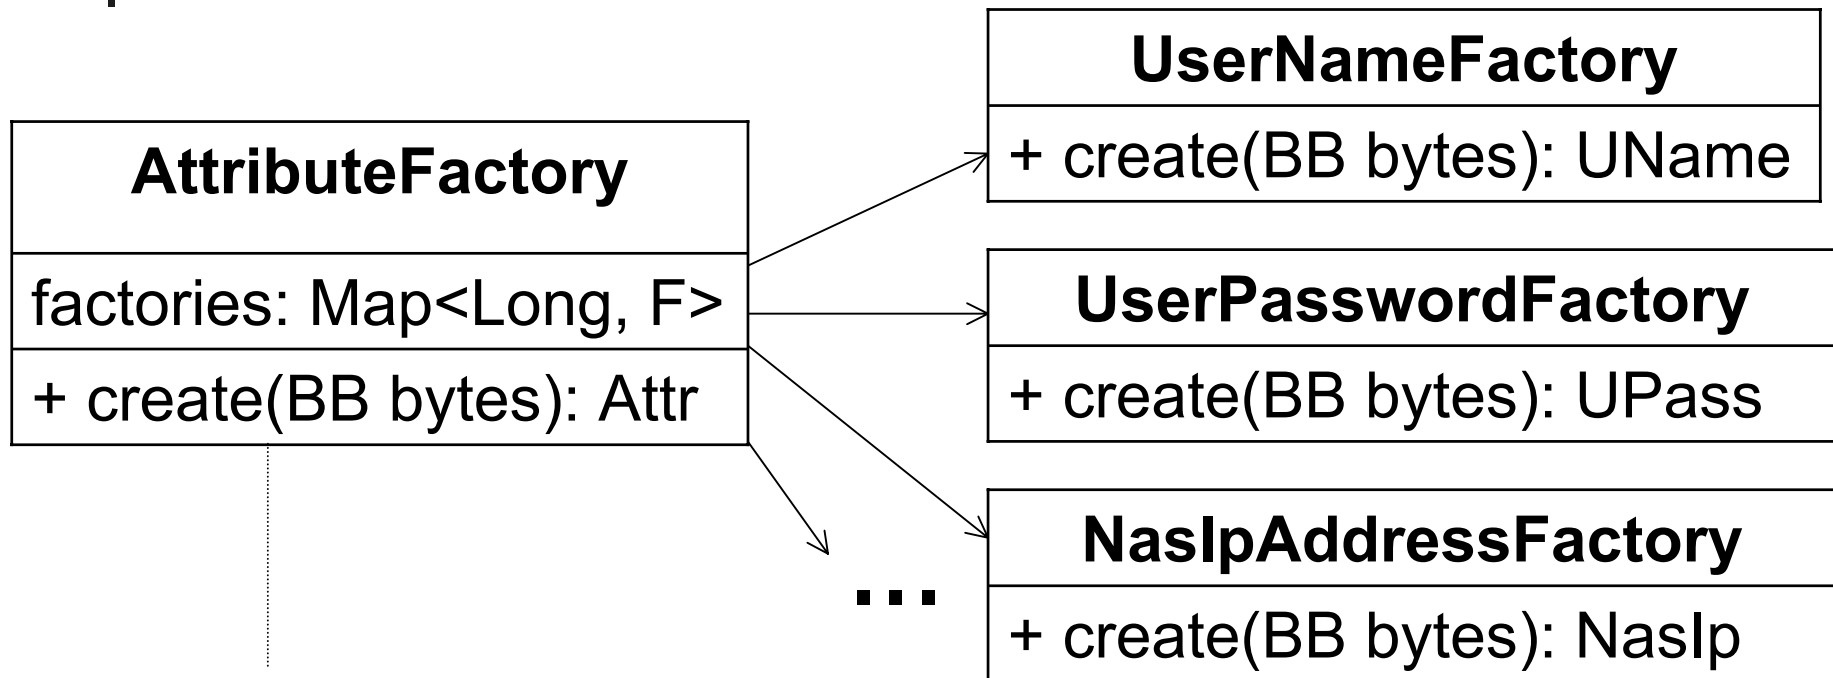 AttributeFactory
factories: Map<Long, F>
+ create(BB bytes): Attr
UserNameFactory
+ create(BB bytes): UName
UserPasswordFactory
+ create(BB bytes): UPass
NasIpAddressFactory
+ create(BB bytes): NasIp
...